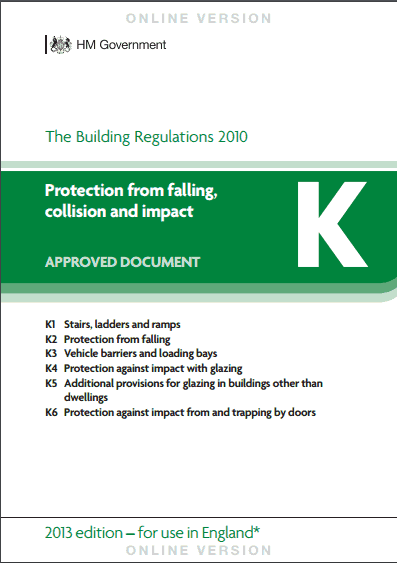 ONLINE VERSION
HM Government
The Building Regulations 2010
Protection from falling,
collision and impact
K
APPROVED DOCUMENT
K1 Stairs, ladders and ramps
K2 Protection from falling
K3 Vehicle barriers and loading bays
K4 Protection against impact with glazing
K5 Additional provisions for glazing in buildings other than
dwellings
K6 Protection against impact from and trapping by doors
2013 edition – for use in England*
ONLINE VERSION